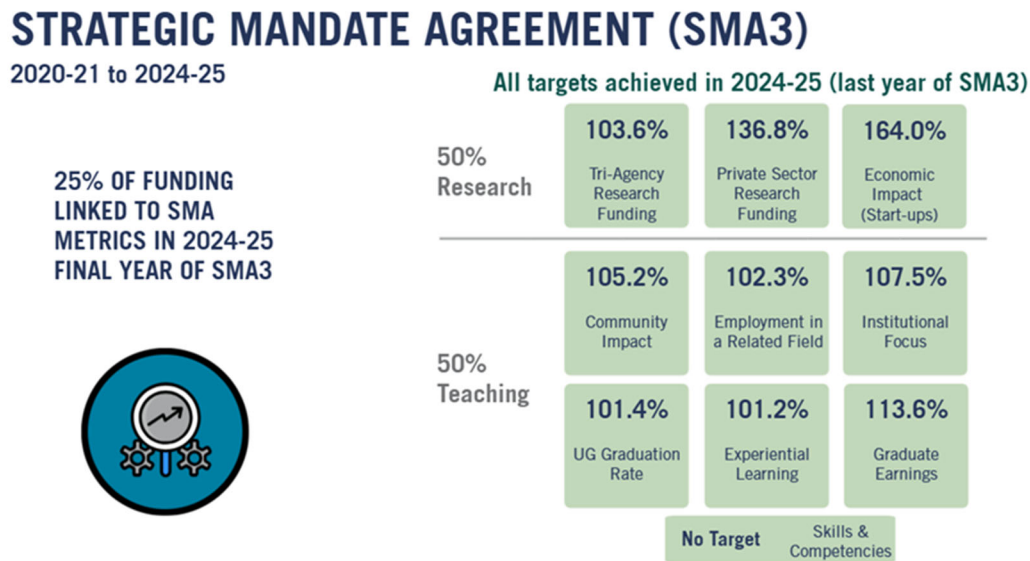 STRATEGIC MANDATE AGREEMENT (SMA3)
2020-21 to 2024-25
All targets achieved in 2024-25 (last year of SMA3)
25% OF FUNDING
LINKED TO SMA
METRICS IN 2024-25
FINAL YEAR OF SMA3
50%
Research
103.6%
Tri-Agency
Research
Funding
136.8%
Private Sector
Research
Funding
164.0%
Economic
Impact
(Start-ups)
50%
Teaching
105.2%
Community
Impact
102.3%
Employment in
a Related Field
107.5%
Institutional
Focus
101.4%
UG Graduation
Rate
101.2%
Experiential
Learning
113.6%
Graduate
Earnings
No Target
Skills &
Competencies